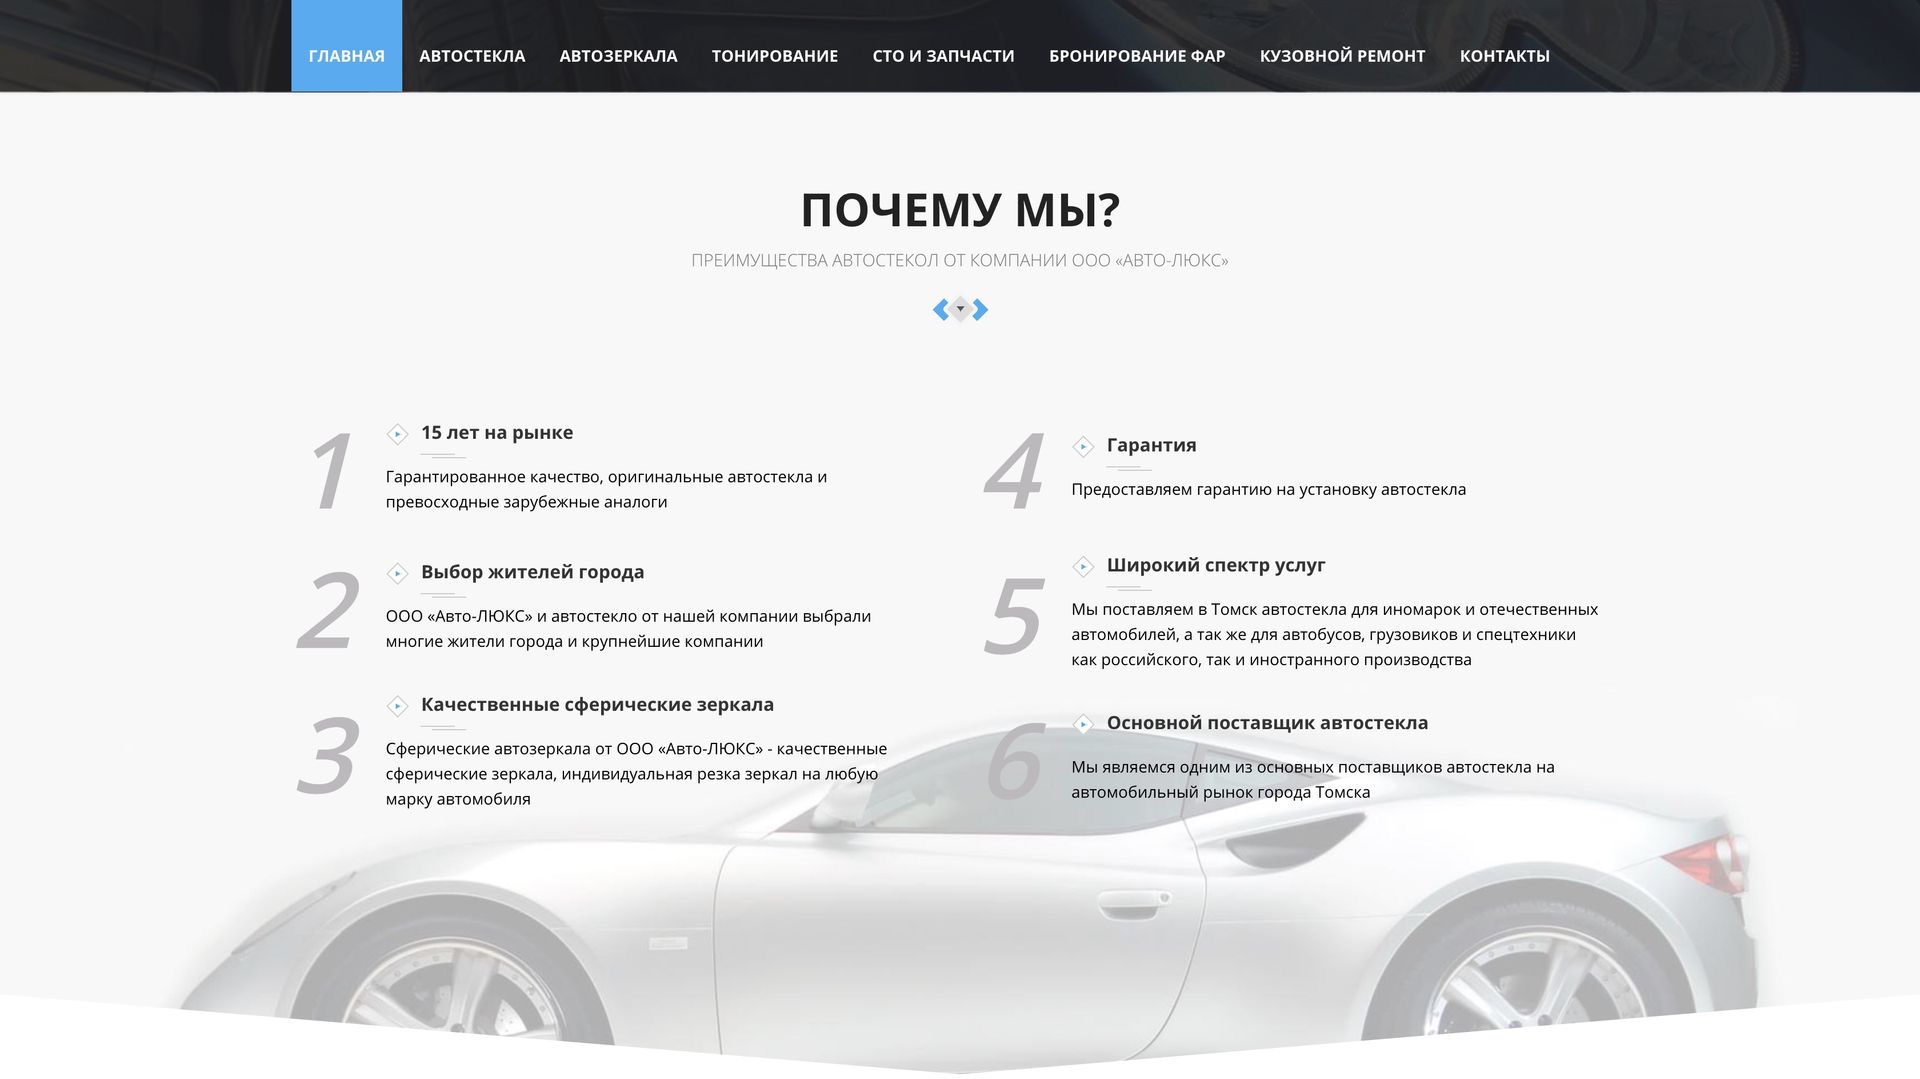 ГЛАВНАЯ АВТОСТЕКЛА АВТОЗЕРКАЛА ТОНИРОВАНИЕ СТО И ЗАПЧАСТИ БРОНИРОВАНИЕ ФАР КУЗОВНОЙ РЕМОНТ КОНТАКТЫ
ПОЧЕМУ МЫ?
ПРЕИМУЩЕСТВА АВТОСТЕКОЛ ОТ КОМПАНИИ ООО «АВТО-ЛЮКС»
1
15 лет на рынке
Гарантированное качество, оригинальные автостекла и
превосходные зарубежные аналоги
2
Выбор жителей города
ООО «Авто-ЛЮКС» и автостекло от нашей компании выбрали
многие жители города и крупнейшие компании
3
Качественные сферические зеркала
Сферические автозеркала от ООО «Авто-ЛЮКС» - качественные
сферические зеркала, индивидуальная резка зеркал на любую
марку автомобиля
4
Гарантия
Предоставляем гарантию на установку автостекла
5
Широкий спектр услуг
Мы поставляем в Томск автостекла для иномарок и отечественных
автомобилей, а так же для автобусов, грузовиков и спецтехники
как российского, так и иностранного производства
6
Основной поставщик автостекла
Мы являемся одним из основных поставщиков автостекла на
автомобильный рынок города Томска